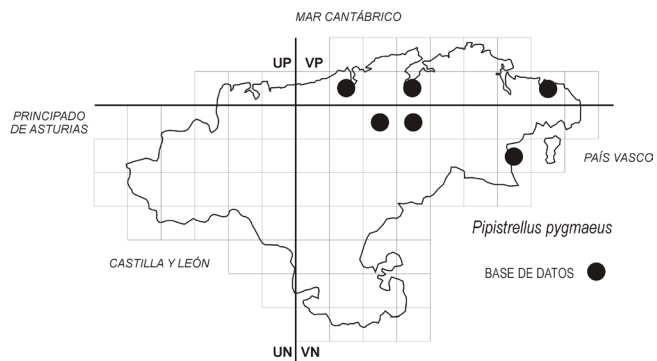 MAR CANTÁBRICO
UP VP
PRINCIPADO
DE ASTURIAS
PAÍS VASCO
Pipistrellus pygmaeus
CASTILLA Y LEÓN
BASE DE DATOS
UN VN